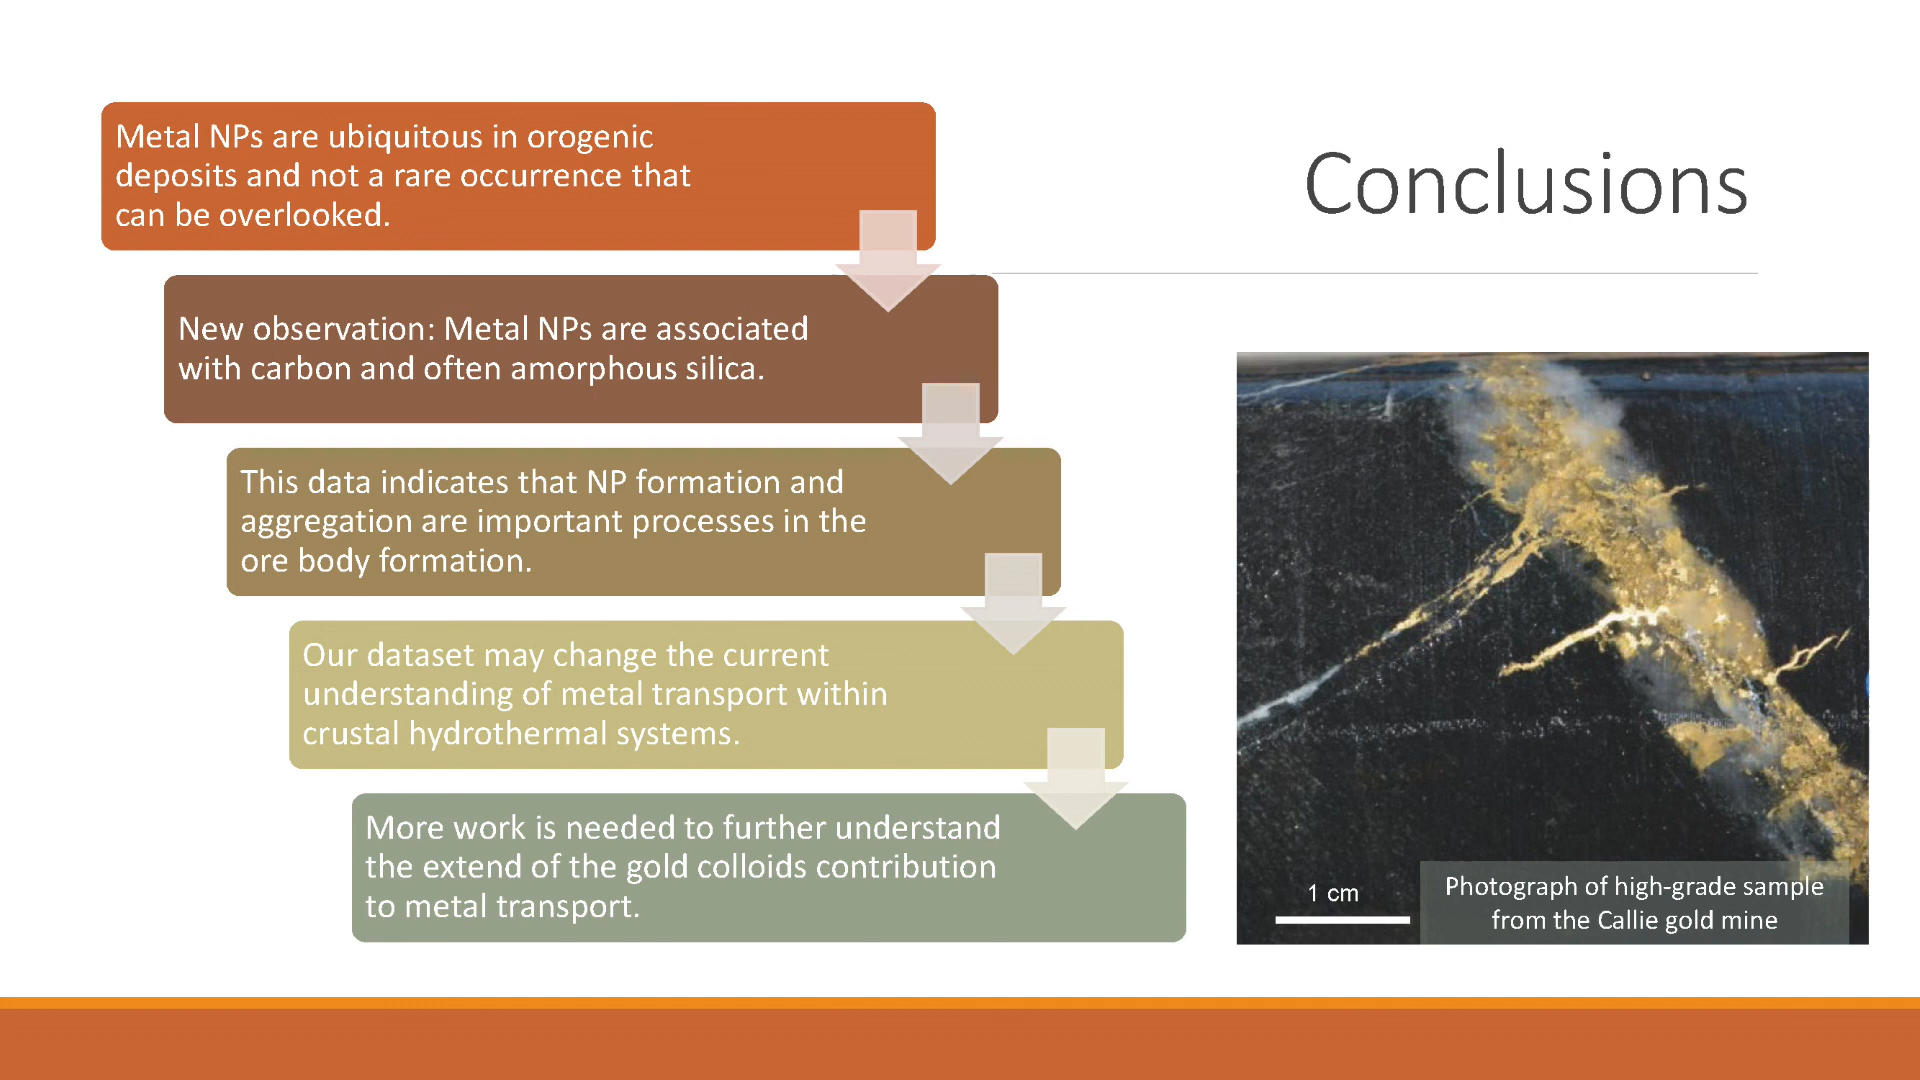 Conclusions
Metal NPs are ubiquitous in orogenic
deposits and not a rare occurrence that
can be overlooked.
New observation: Metal NPs are associated
with carbon and often amorphous silica.
This data indicates that NP formation and
aggregation are important processes in the
ore body formation.
Our dataset may change the current
understanding of metal transport within
crustal hydrothermal systems.
More work is needed to further understand
the extend of the gold colloids contribution
to metal transport.
1 cm
Photograph of high-grade sample
from the Callie gold mine